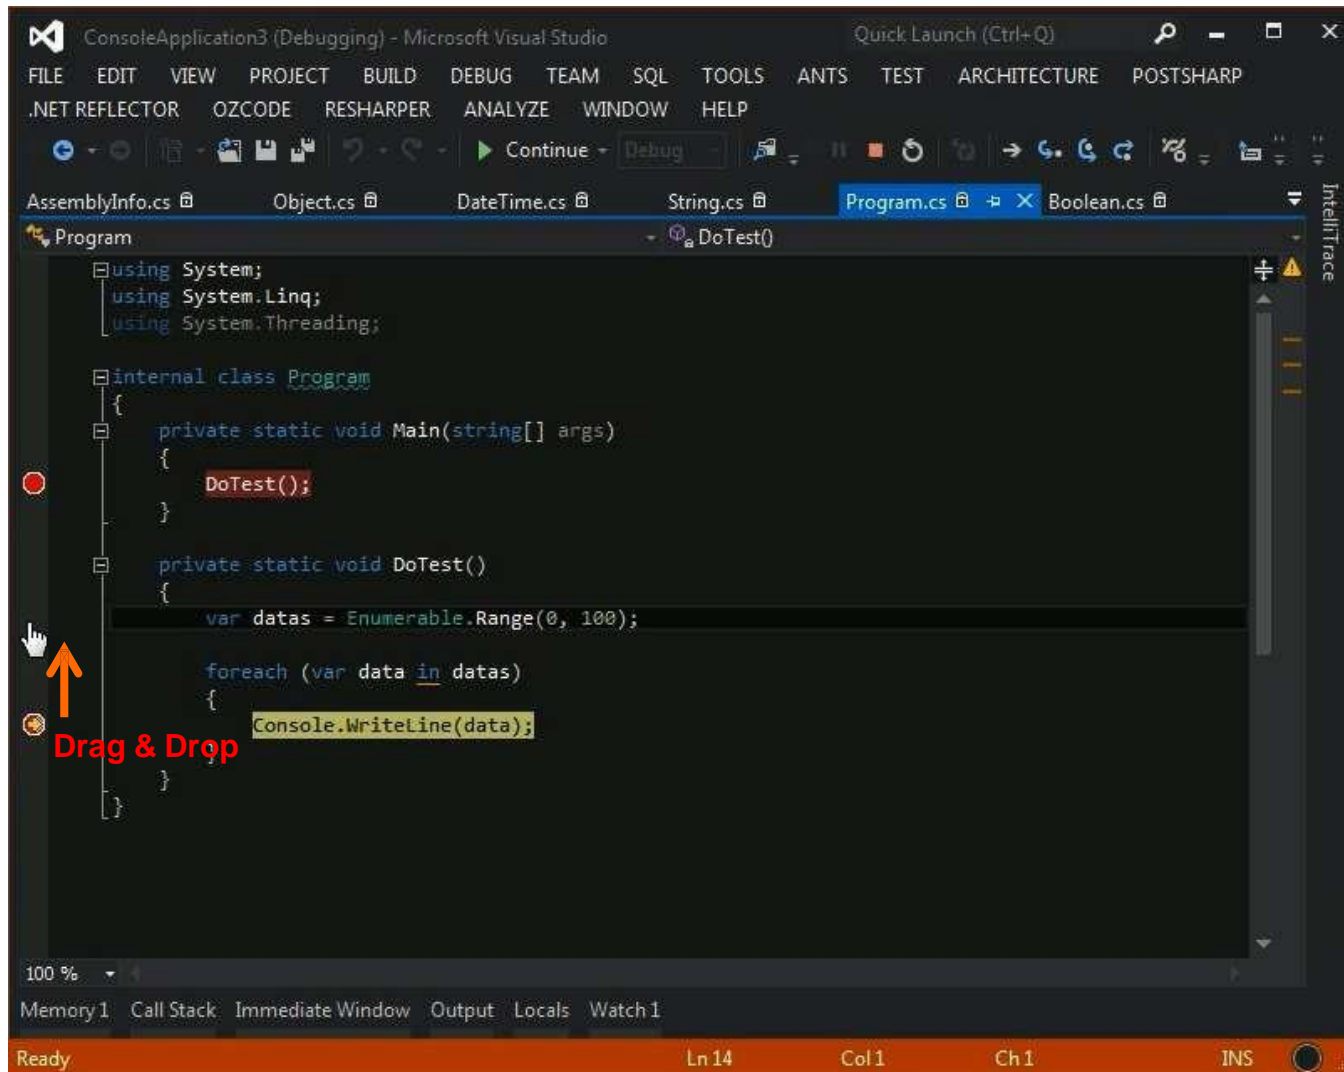 ConsoleApplication3 (Debugging) - Microsoft Visual Studio Quick Launch (Ctrl+Q)
FILE EDIT VIEW PROJECT BUILD DEBUG TEAM SQL TOOLS ANTS TEST ARCHITECTURE POSTSHARP
.NET REFLECTOR OZCODE RESHARPER ANALYZE WINDOW HELP
Continue Debug
AssemblyInfo.cs Object.cs DateTime.cs String.cs Program.cs Boolean.cs
IntelliTrace
Program DoTest()
using System;
using System.Linq;
using System.Threading;
internal class Program
{
private static void Main(string[] args)
{
DoTest();
}
private static void DoTest()
{
var datas = Enumerable.Range(0, 100);
foreach (var data in datas)
{
Console.WriteLine(data);
Drag & Drop }
}
}
100 %
Memory 1 Call Stack Immediate Window Output Locals Watch 1
Ready Ln 14 Col 1 Ch 1 INS